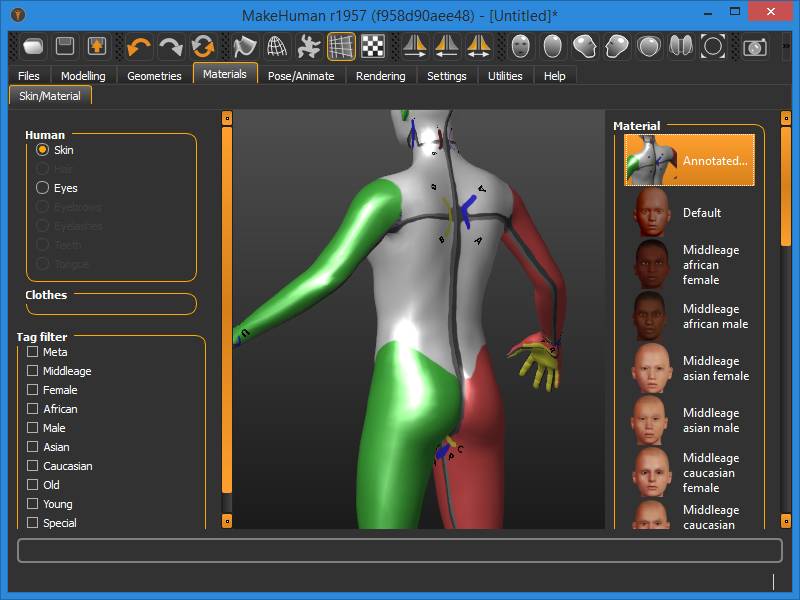 MakeHuman r1957 (f958d90aee48) - [Untitled]*
Files
Modelling
Geometries
Materials
Pose/Animate
Rendering
Settings
Utilities
Help
Skin/Material
Human
Skin
Hair
Eyes
Eyebrows
Eyelashes
Teeth
Tongue
Clothes
Tag filter
Meta
Middleage
Female
African
Male
Asian
Caucasian
Old
Young
Special
Material
Annotated...
Default
Middleage
african
female
Middleage
african male
Middleage
asian female
Middleage
asian male
Middleage
caucasian
female
Middleage
caucasian